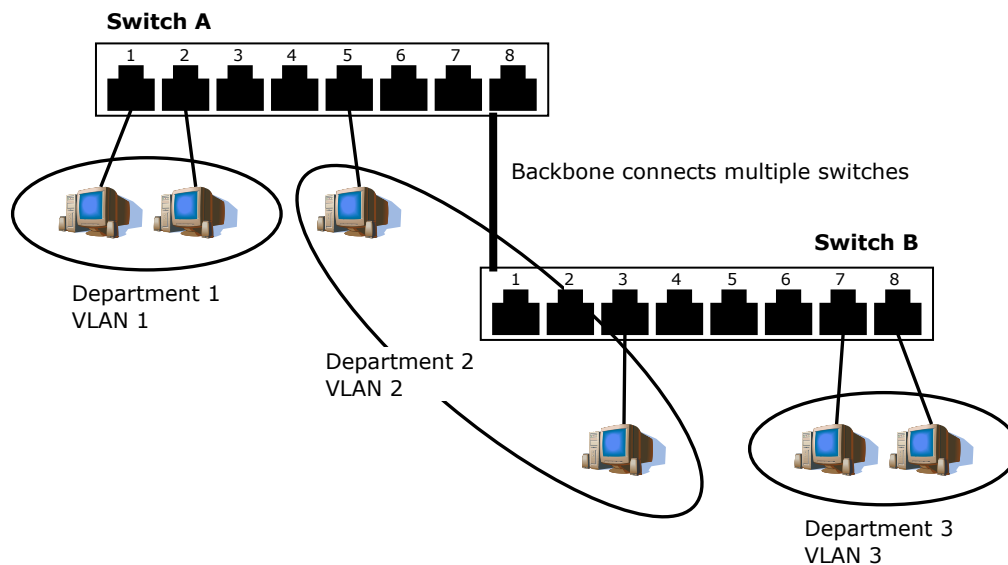 Switch A
1 2 3 4 5 6 7 8
Backbone connects multiple switches
Switch B
1 2 3 4 5 6 7 8
Department 1
VLAN 1
Department 2
VLAN 2
Department 3
VLAN 3